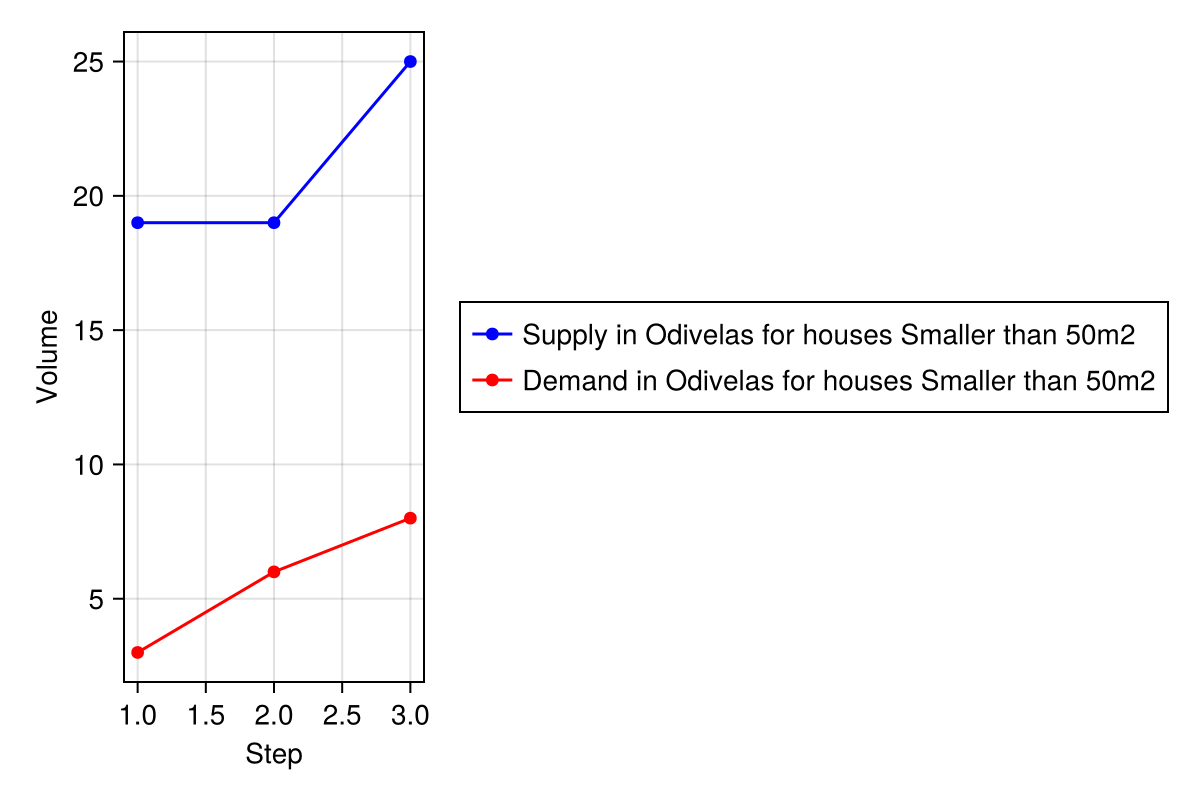 25
20
15
10
5
Volume
1.0 1.5 2.0 2.5 3.0
Step
Supply in Odivelas for houses Smaller than 50m2
Demand in Odivelas for houses Smaller than 50m2